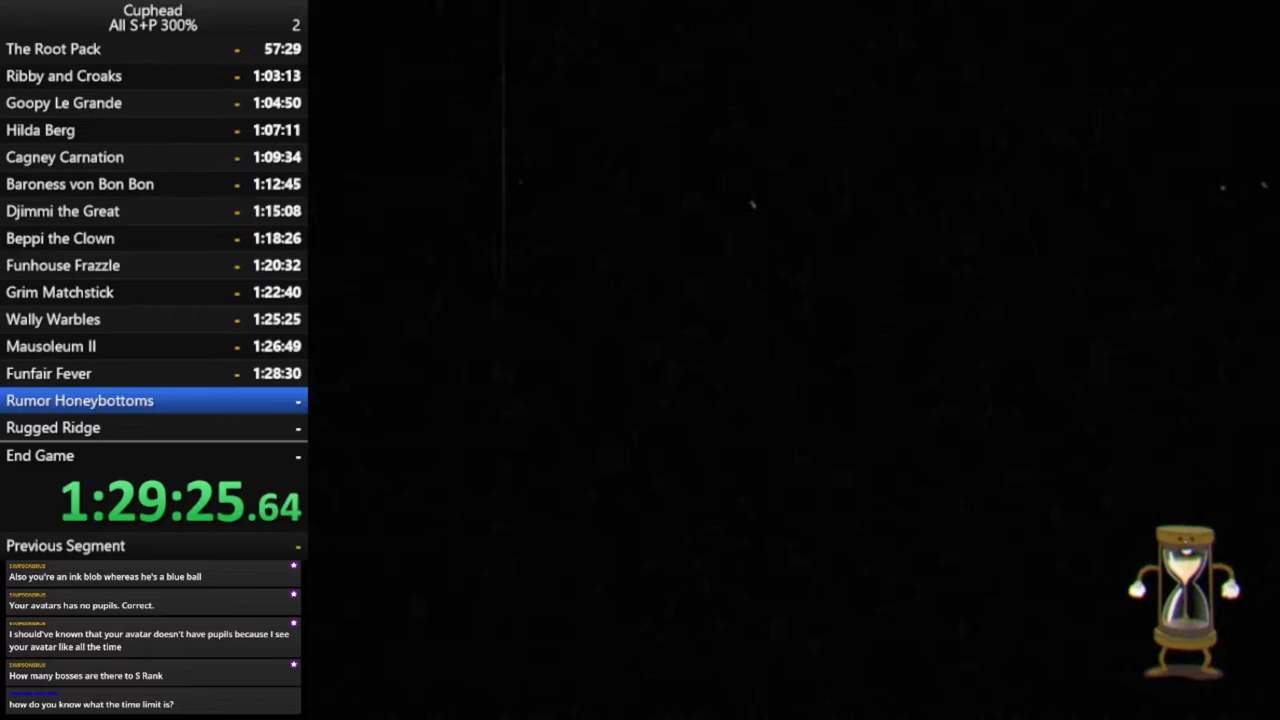 Cuphead
All S+P 300% 2
The Root Pack - 57:29
Ribby and Croaks - 1:03:13
Goopy Le Grande - 1:04:50
Hilda Berg - 1:07:11
Cagney Carnation - 1:09:34
Baroness von Bon Bon - 1:12:45
Djimmi the Great - 1:15:08
Beppi the Clown - 1:18:26
Funhouse Frazzle - 1:20:32
Grim Matchstick - 1:22:40
Wally Warbles - 1:25:25
Mausoleum II - 1:26:49
Funfair Fever - 1:28:30
Rumor Honeybottoms -
Rugged Ridge -
End Game -
1:29:25.64
Previous Segment -
Also you're an ink blob whereas he's a blue ball
Your avatars has no pupils. Correct.
I should've known that your avatar doesn't have pupils because I see
your avatar like all the time
How many bosses are there to S Rank
how do you know what the time limit is?